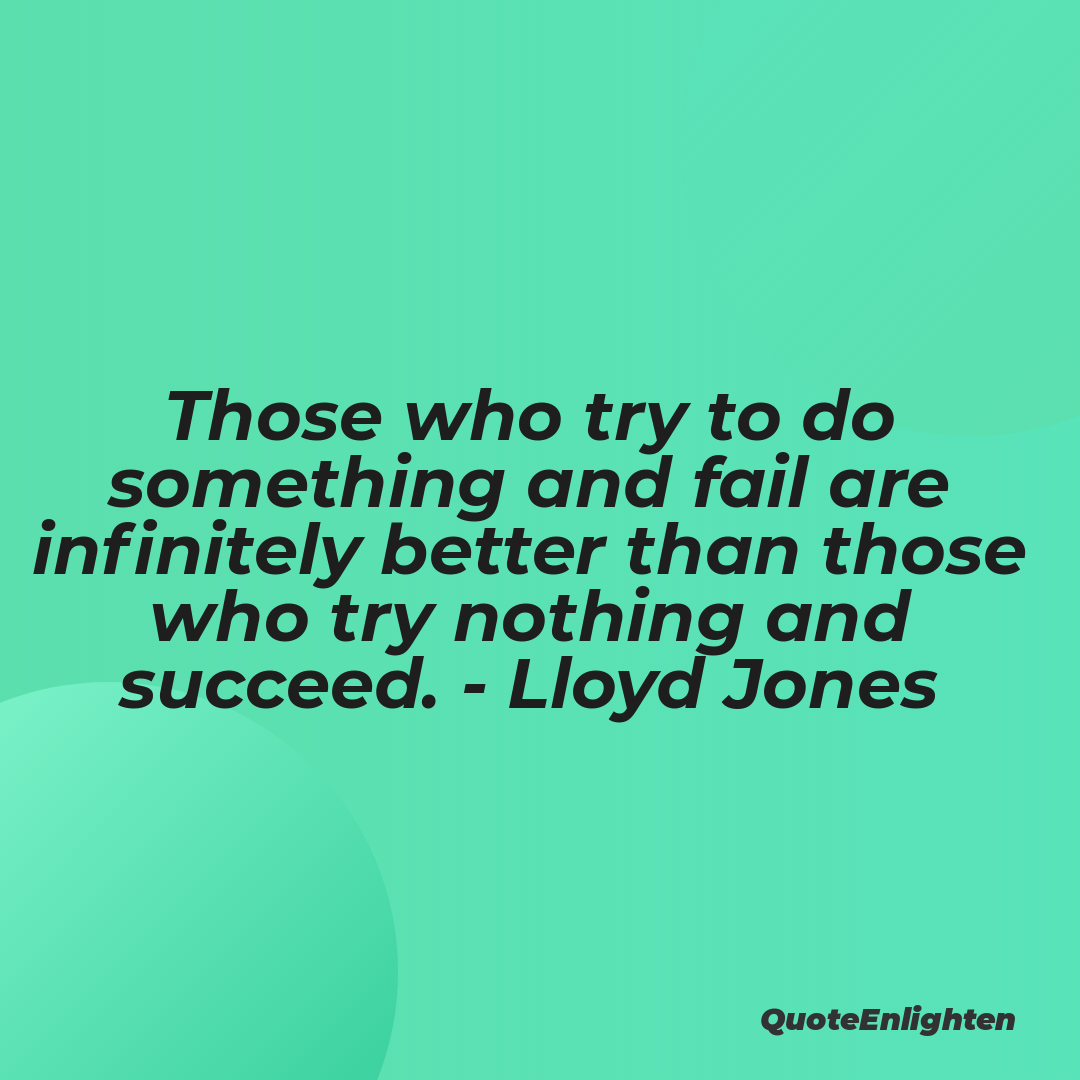 Those who try to do
something and fail are
infinitely better than those
who try nothing and
succeed. - Lloyd Jones
QuoteEnlighten